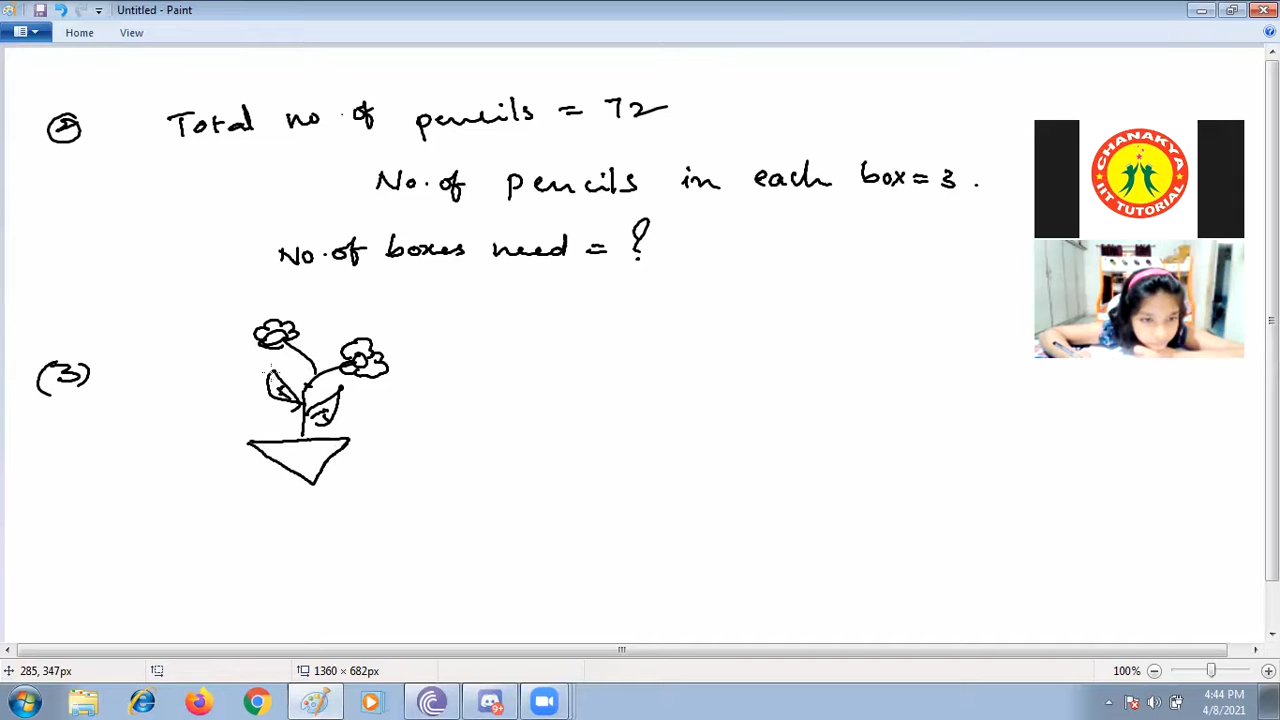 Untitled - Paint
Home View
Total no. of pencils = 72
No. of pencils in each box = 3.
No. of boxes need = ?
(3)
CHANAKYA
IIT TUTORIAL
285, 347px
1360 × 682px
100%
4:44 PM
4/8/2021